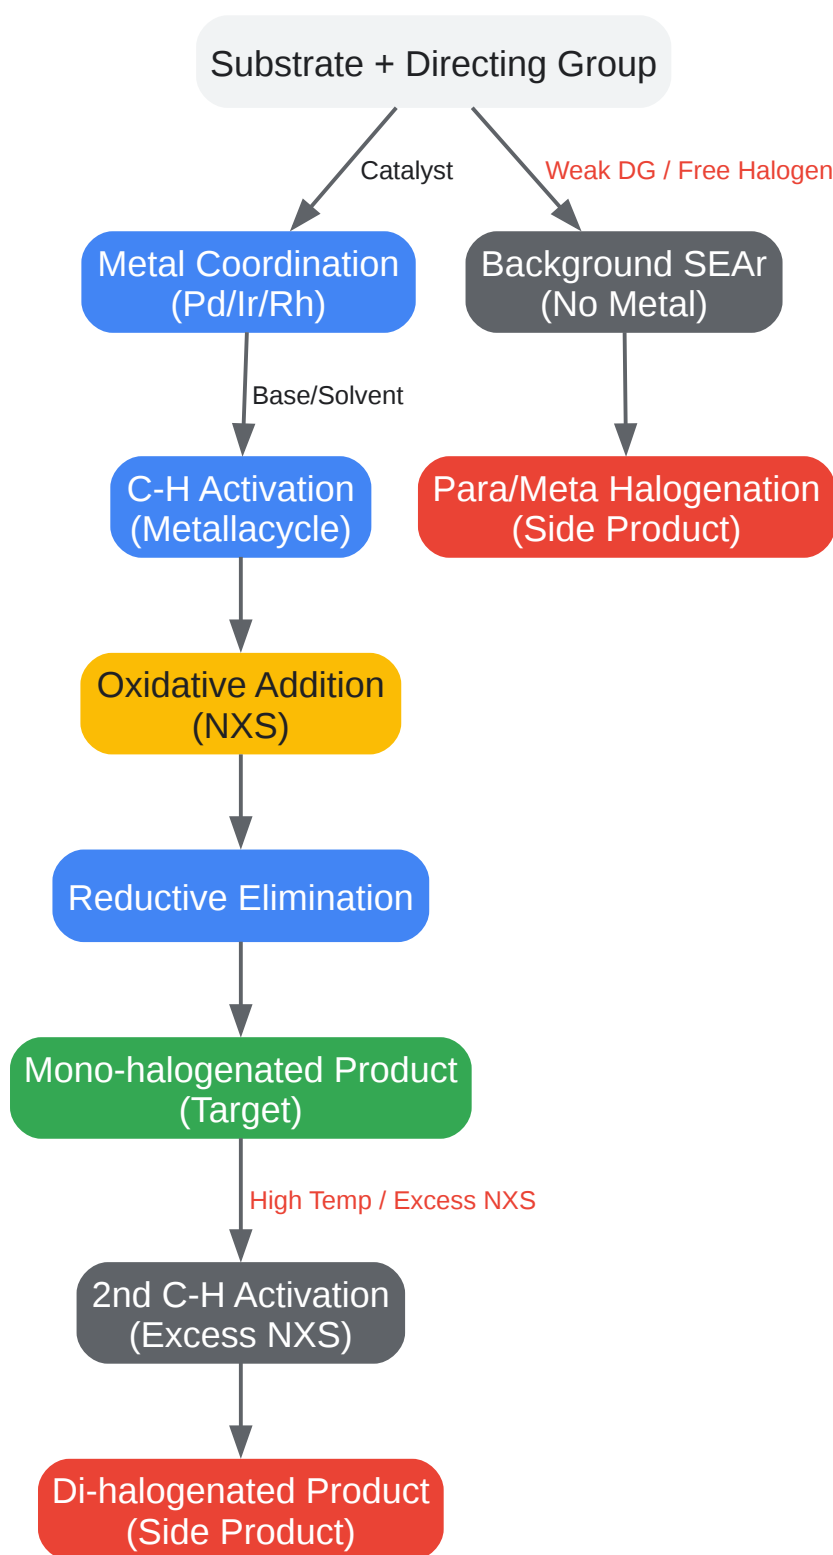 Substrate + Directing Group
Catalyst
Weak DG / Free Halogen
Metal Coordination
(Pd/Ir/Rh)
Background SEAr
(No Metal)
Base/Solvent
C-H Activation
(Metallacycle)
Para/Meta Halogenation
(Side Product)
Oxidative Addition
(NXS)
Reductive Elimination
Mono-halogenated Product
(Target)
High Temp / Excess NXS
2nd C-H Activation
(Excess NXS)
Di-halogenated Product
(Side Product)